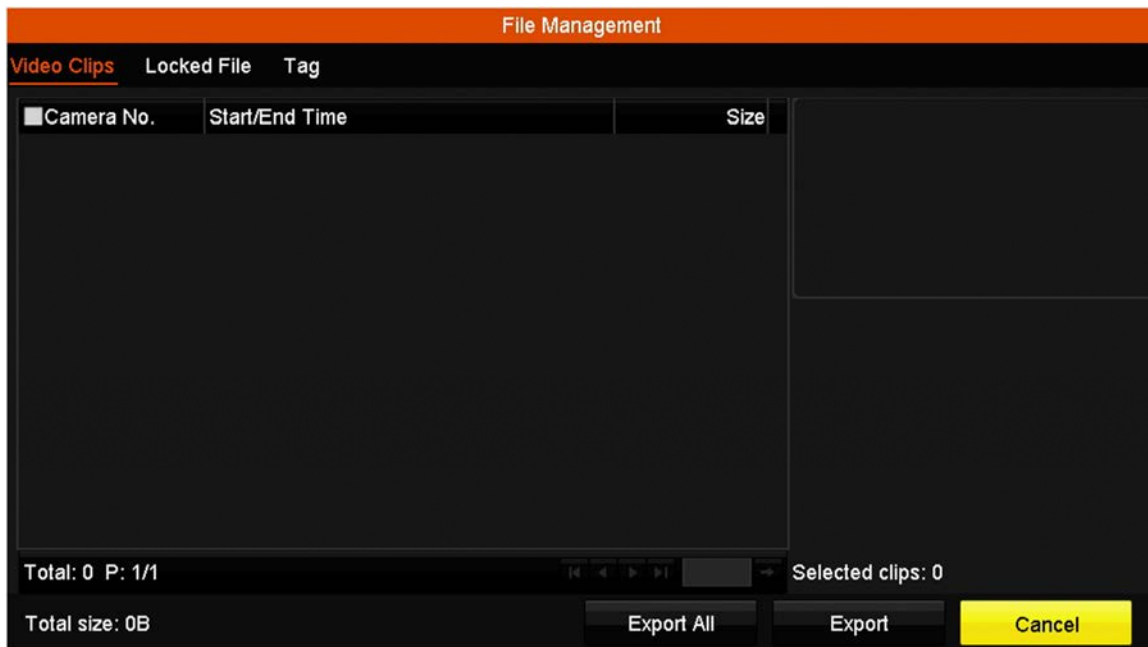 File Management
Video Clips Locked File Tag
Camera No. Start/End Time Size
Total: 0 P: 1/1
Selected clips: 0
Total size: 0B
Export All Export Cancel